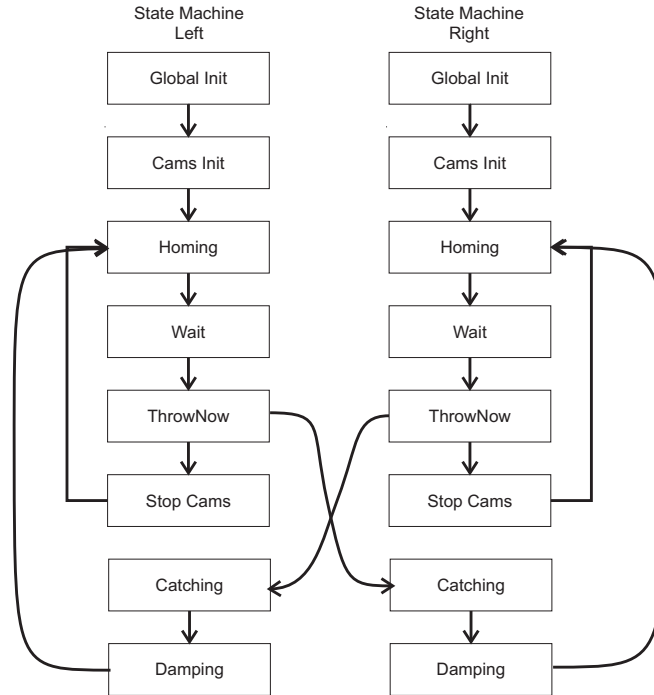 State Machine
Left
Global Init
Cams Init
Homing
Wait
ThrowNow
Stop Cams
Catching
Damping
State Machine
Right
Global Init
Cams Init
Homing
Wait
ThrowNow
Stop Cams
Catching
Damping